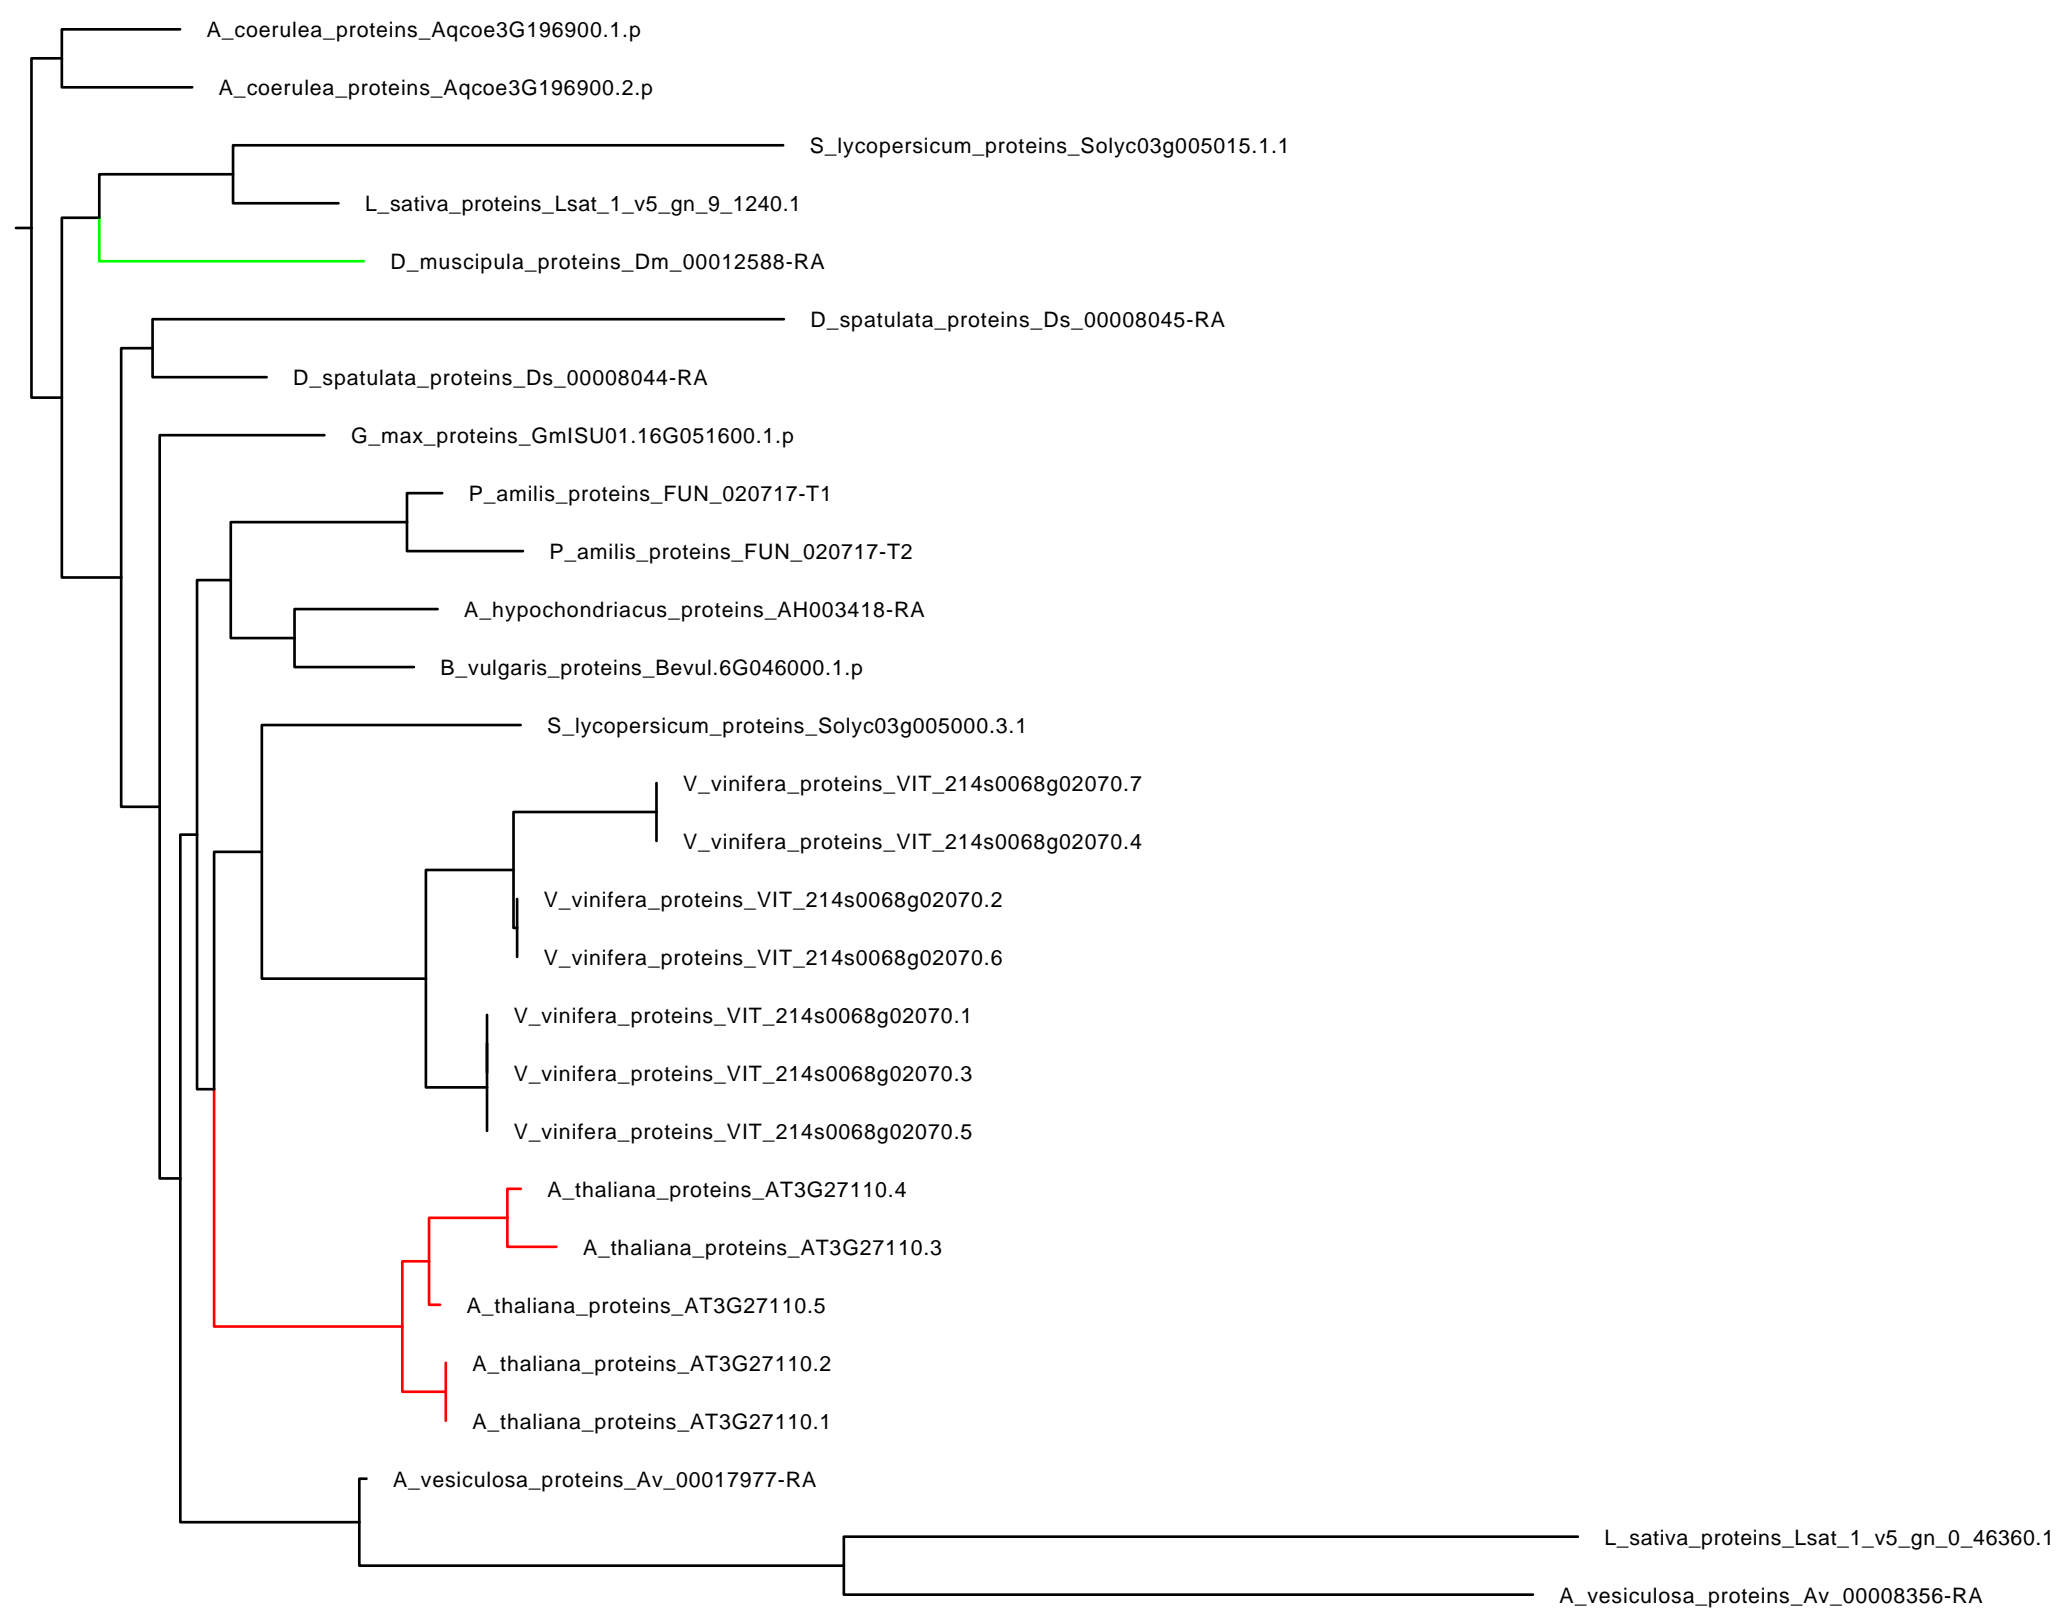 A_coerulea_proteins_Aqcoe3G196900.1.p
A_coerulea_proteins_Aqcoe3G196900.2.p
S_lycopersicum_proteins_Solyc03g005015.1.1
L_sativa_proteins_Lsat_1_v5_gn_9_1240.1
D_muscipula_proteins_Dm_00012588-RA
D_spatulata_proteins_Ds_00008045-RA
D_spatulata_proteins_Ds_00008044-RA
G_max_proteins_GmISU01.16G051600.1.p
P_amilis_proteins_FUN_020717-T1
P_amilis_proteins_FUN_020717-T2
A_hypochondriacus_proteins_AH003418-RA
B_vulgaris_proteins_Bevul.6G046000.1.p
S_lycopersicum_proteins_Solyc03g005000.3.1
V_vinifera_proteins_VIT_214s0068g02070.7
V_vinifera_proteins_VIT_214s0068g02070.4
V_vinifera_proteins_VIT_214s0068g02070.2
V_vinifera_proteins_VIT_214s0068g02070.6
V_vinifera_proteins_VIT_214s0068g02070.1
V_vinifera_proteins_VIT_214s0068g02070.3
V_vinifera_proteins_VIT_214s0068g02070.5
A_thaliana_proteins_AT3G27110.4
A_thaliana_proteins_AT3G27110.3
A_thaliana_proteins_AT3G27110.5
A_thaliana_proteins_AT3G27110.2
A_thaliana_proteins_AT3G27110.1
A_vesiculosa_proteins_Av_00017977-RA
L_sativa_proteins_Lsat_1_v5_gn_0_46360.1
A_vesiculosa_proteins_Av_00008356-RA